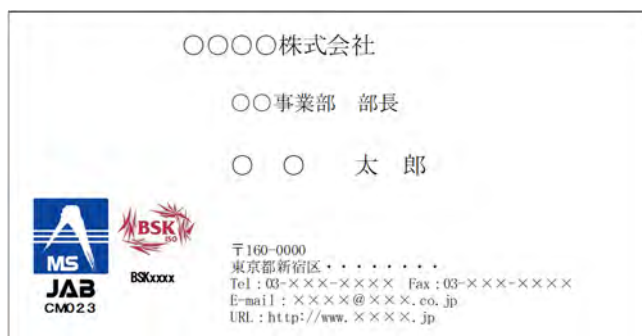 ○○○○株式会社
○○事業部　部長
○　○　　太　郎
MS
JAB
CM023
BSK
ISO
BSKxxxx
〒160-0000
東京都新宿区・・・・・・・・
Tel：03-×××-××××　Fax：03-×××-××××
E-mail：××××@×××.co.jp
URL：http://www.××××.jp